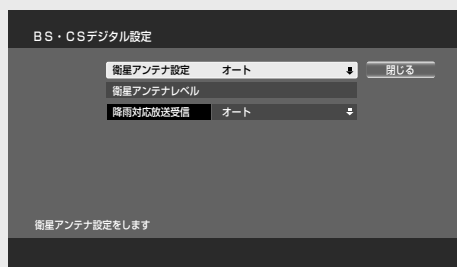 BS・CSデジタル設定
衛星アンテナ設定 オート 閉じる
衛星アンテナレベル
降雨対応放送受信 オート
衛星アンテナ設定をします